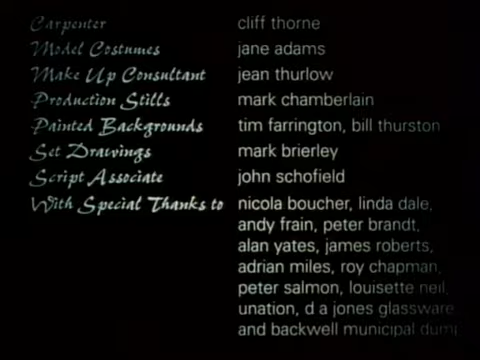 Carpenter cliff thorne
Model Costumes jane adams
Make Up Consultant jean thurlow
Production Stills mark chamberlain
Painted Backgrounds tim farrington, bill thurston
Set Drawings mark brierley
Script Associate john schofield
With Special Thanks to nicola boucher, linda dale,
andy frain, peter brandt,
alan yates, james roberts,
adrian miles, roy chapman,
peter salmon, louisette neil,
unation, d a jones glassware
and backwell municipal dump